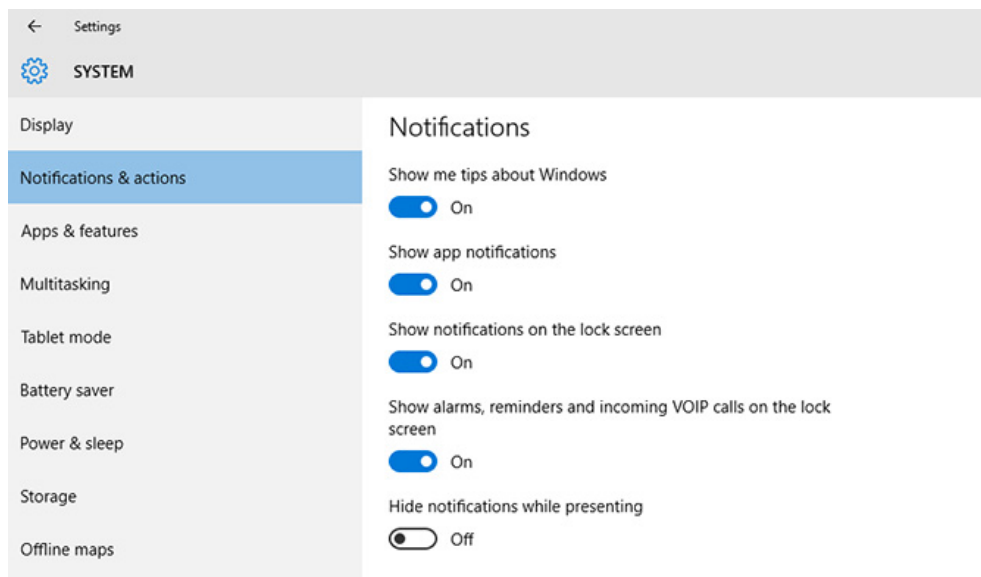 Settings
SYSTEM
Display
Notifications & actions
Apps & features
Multitasking
Tablet mode
Battery saver
Power & sleep
Storage
Offline maps
Notifications
Show me tips about Windows
On
Show app notifications
On
Show notifications on the lock screen
On
Show alarms, reminders and incoming VOIP calls on the lock
screen
On
Hide notifications while presenting
Off